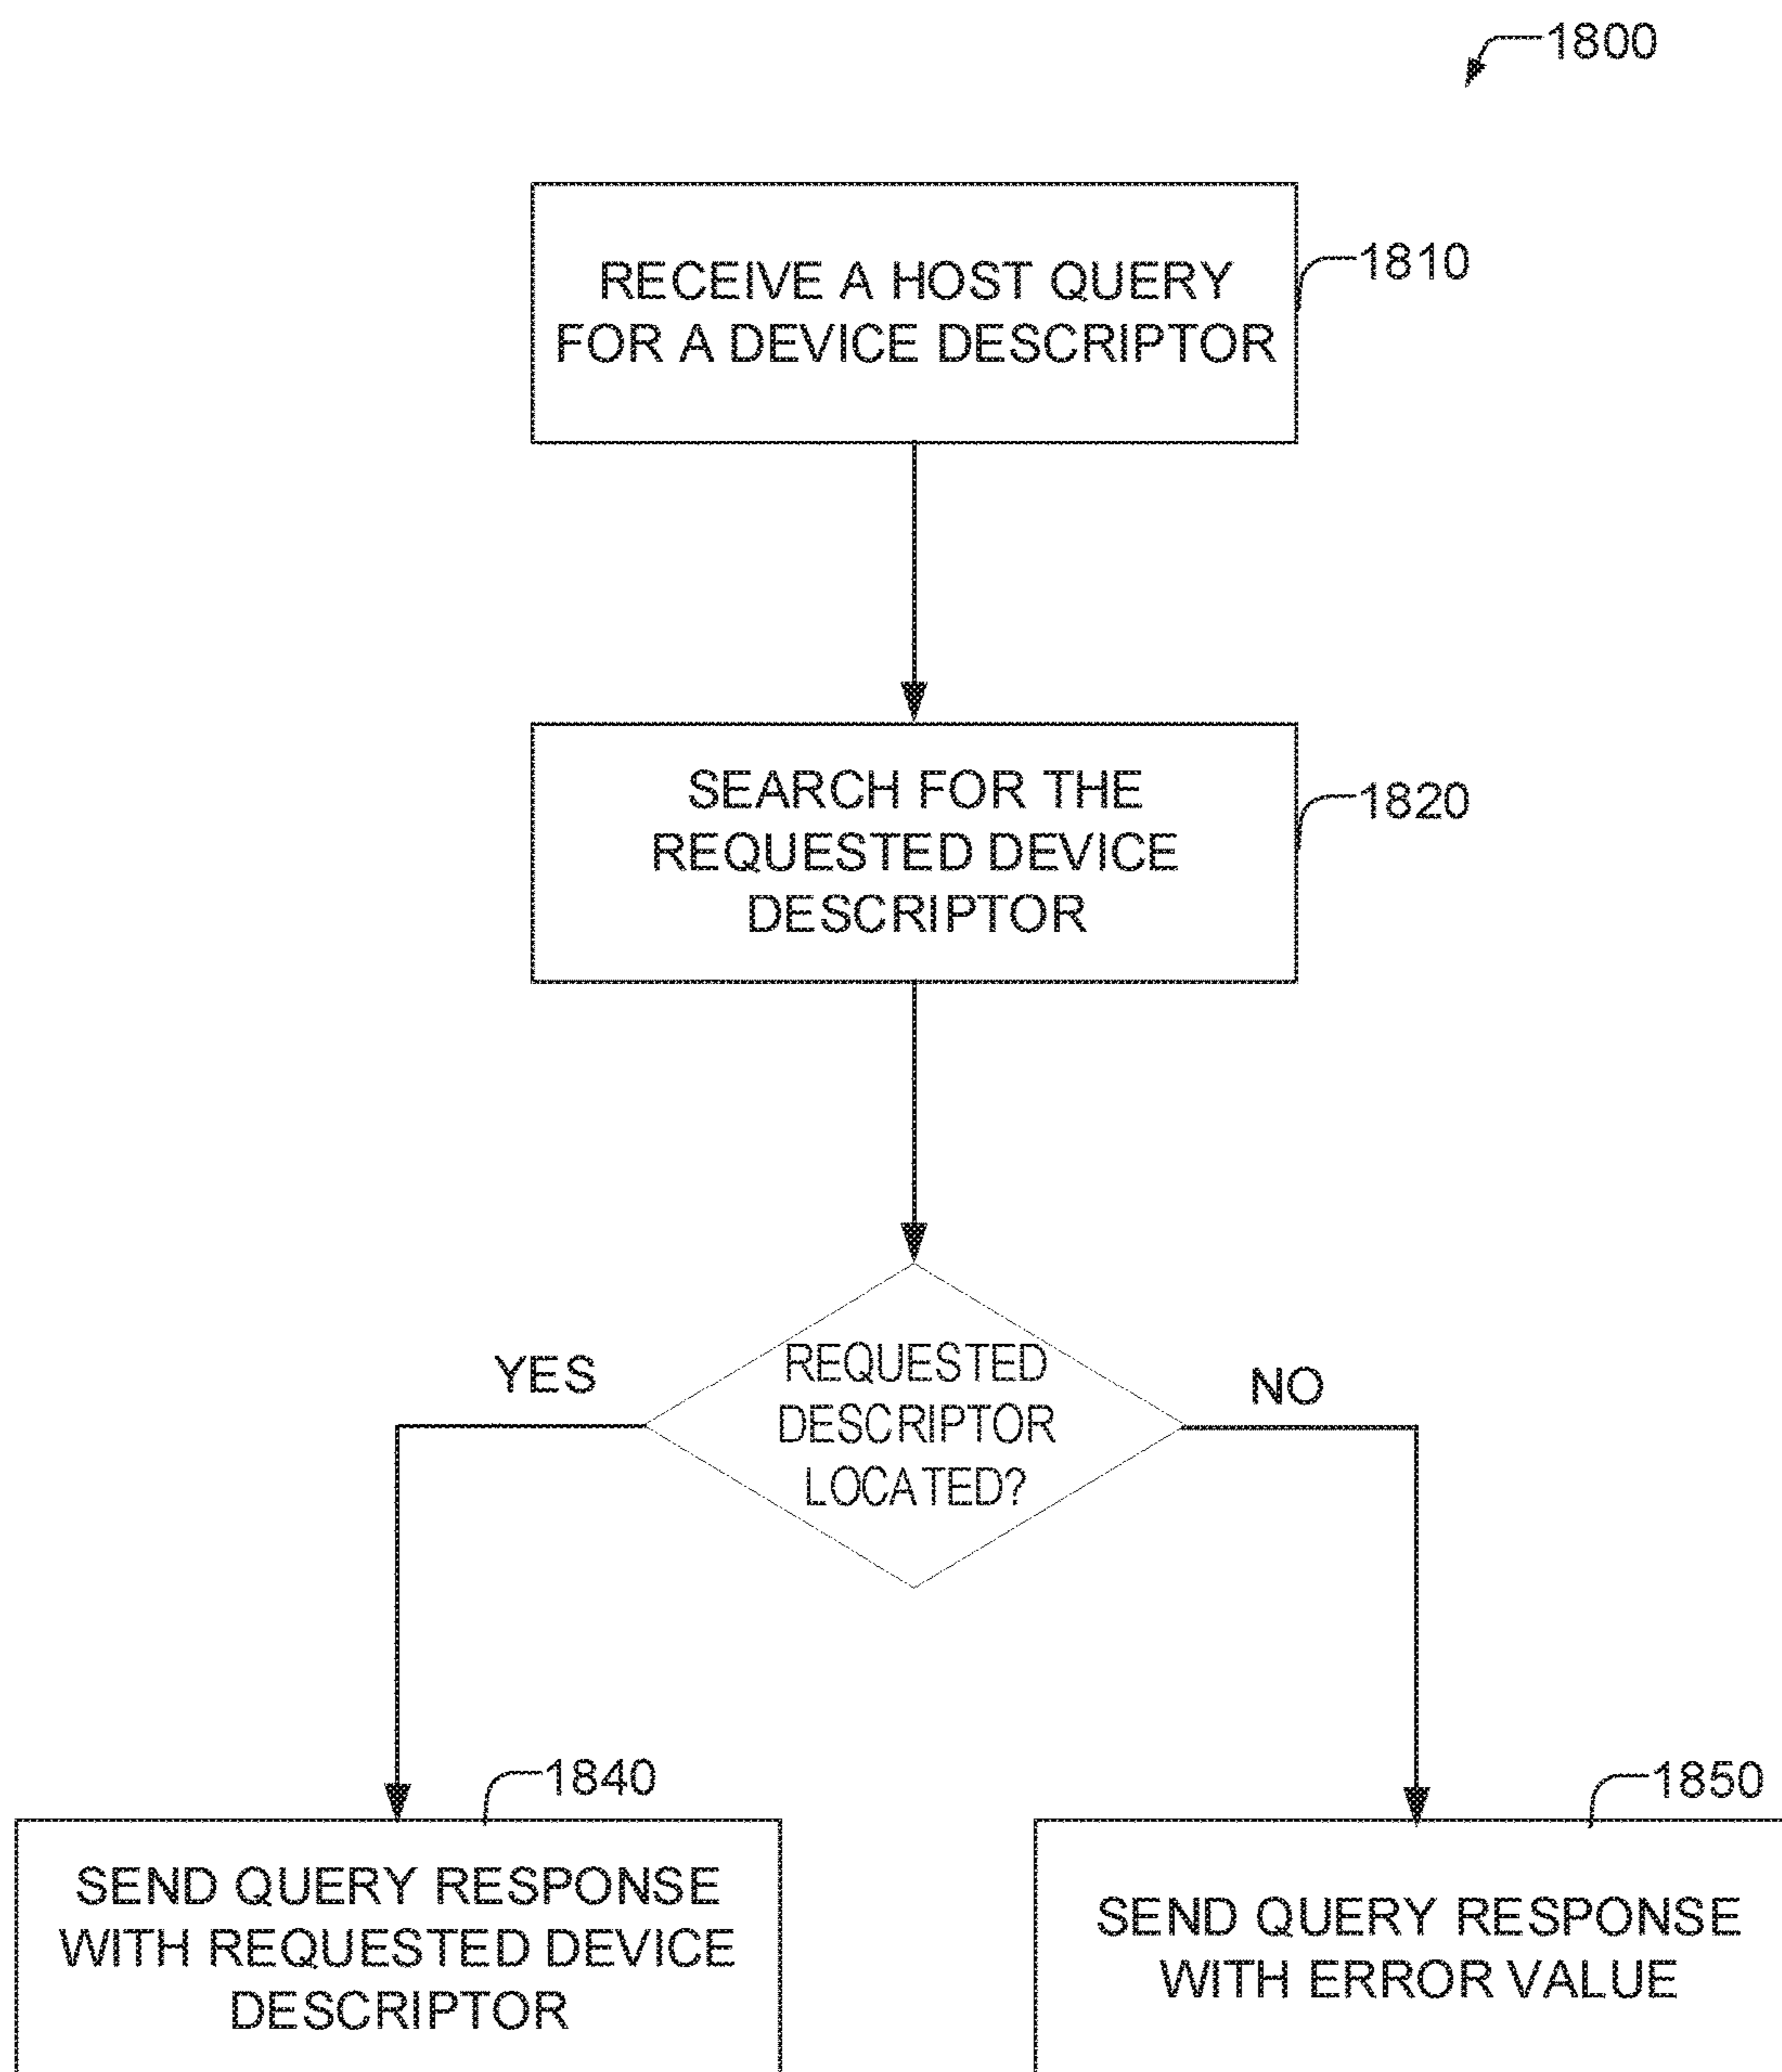 1800
RECEIVE A HOST QUERY
FOR A DEVICE DESCRIPTOR
1810
SEARCH FOR THE
REQUESTED DEVICE
DESCRIPTOR
1820
REQUESTED
DESCRIPTOR
LOCATED?
YES
NO
1840
SEND QUERY RESPONSE
WITH REQUESTED DEVICE
DESCRIPTOR
1850
SEND QUERY RESPONSE
WITH ERROR VALUE